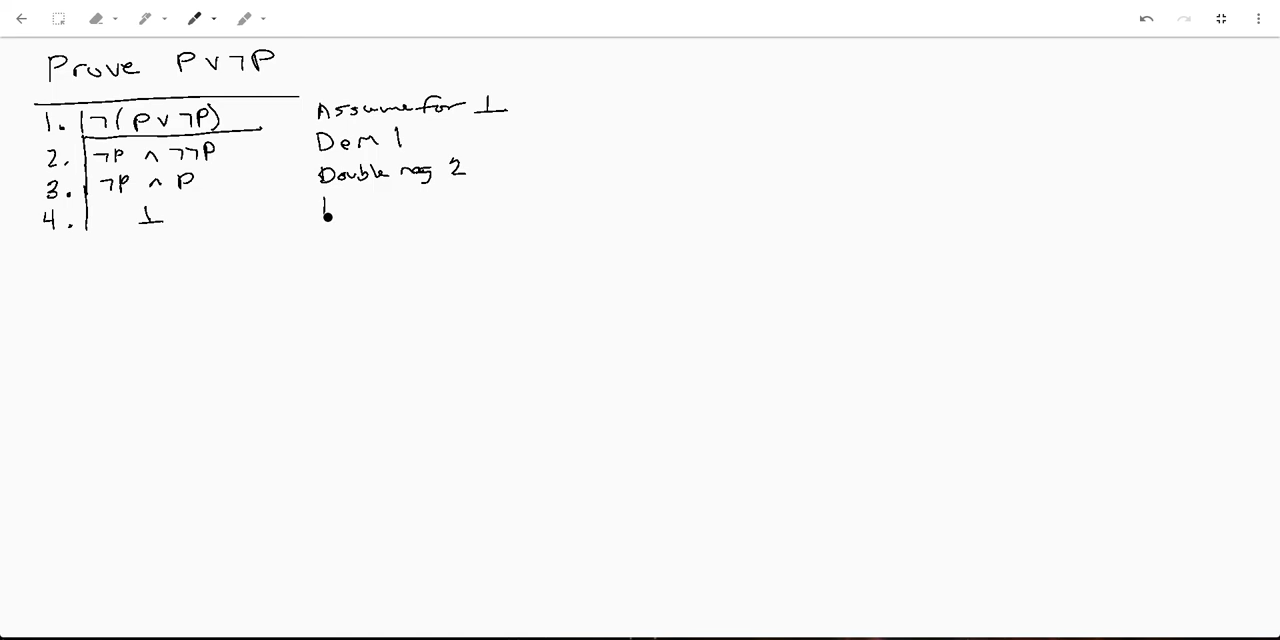 Prove P∨¬P
1. ¬(P∨¬P) Assume for ⊥
2. ¬P ∧ ¬¬P Dem 1
3. ¬P ∧ P Double neg 2
4. ⊥